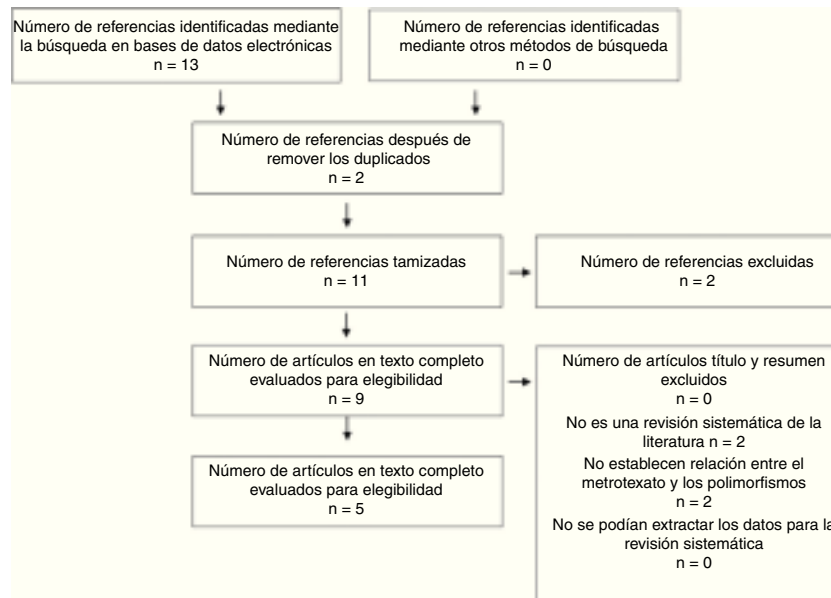 Número de referencias identificadas mediante
la búsqueda en bases de datos electrónicas
n = 13
Número de referencias identificadas
mediante otros métodos de búsqueda
n = 0
Número de referencias después de
remover los duplicados
n = 2
Número de referencias tamizadas
n = 11
Número de referencias excluidas
n = 2
Número de artículos en texto completo
evaluados para elegibilidad
n = 9
Número de artículos título y resumen
excluidos
n = 0
No es una revisión sistemática de la
literatura n = 2
No establecen relación entre el
metrotexato y los polimorfismos
n = 2
No se podían extractar los datos para la
revisión sistemática
n = 0
Número de artículos en texto completo
evaluados para elegibilidad
n = 5